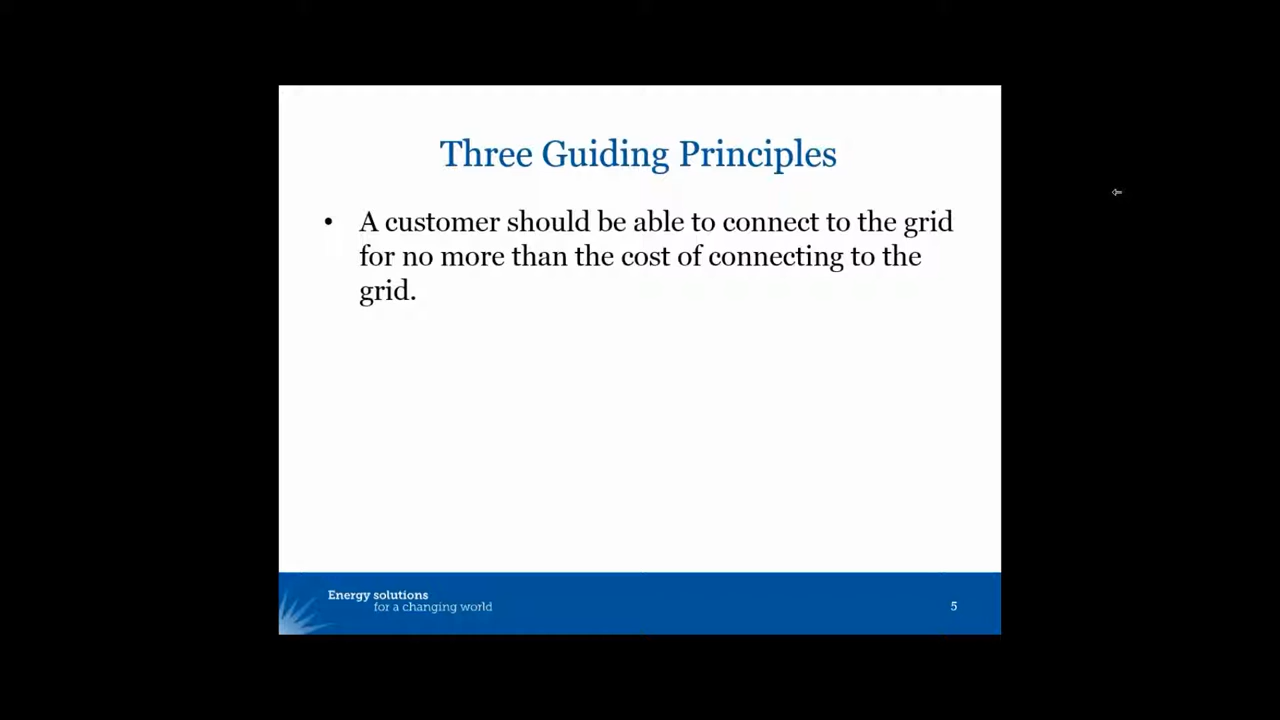 Three Guiding Principles
• A customer should be able to connect to the grid
for no more than the cost of connecting to the
grid.
Energy solutions
for a changing world
5